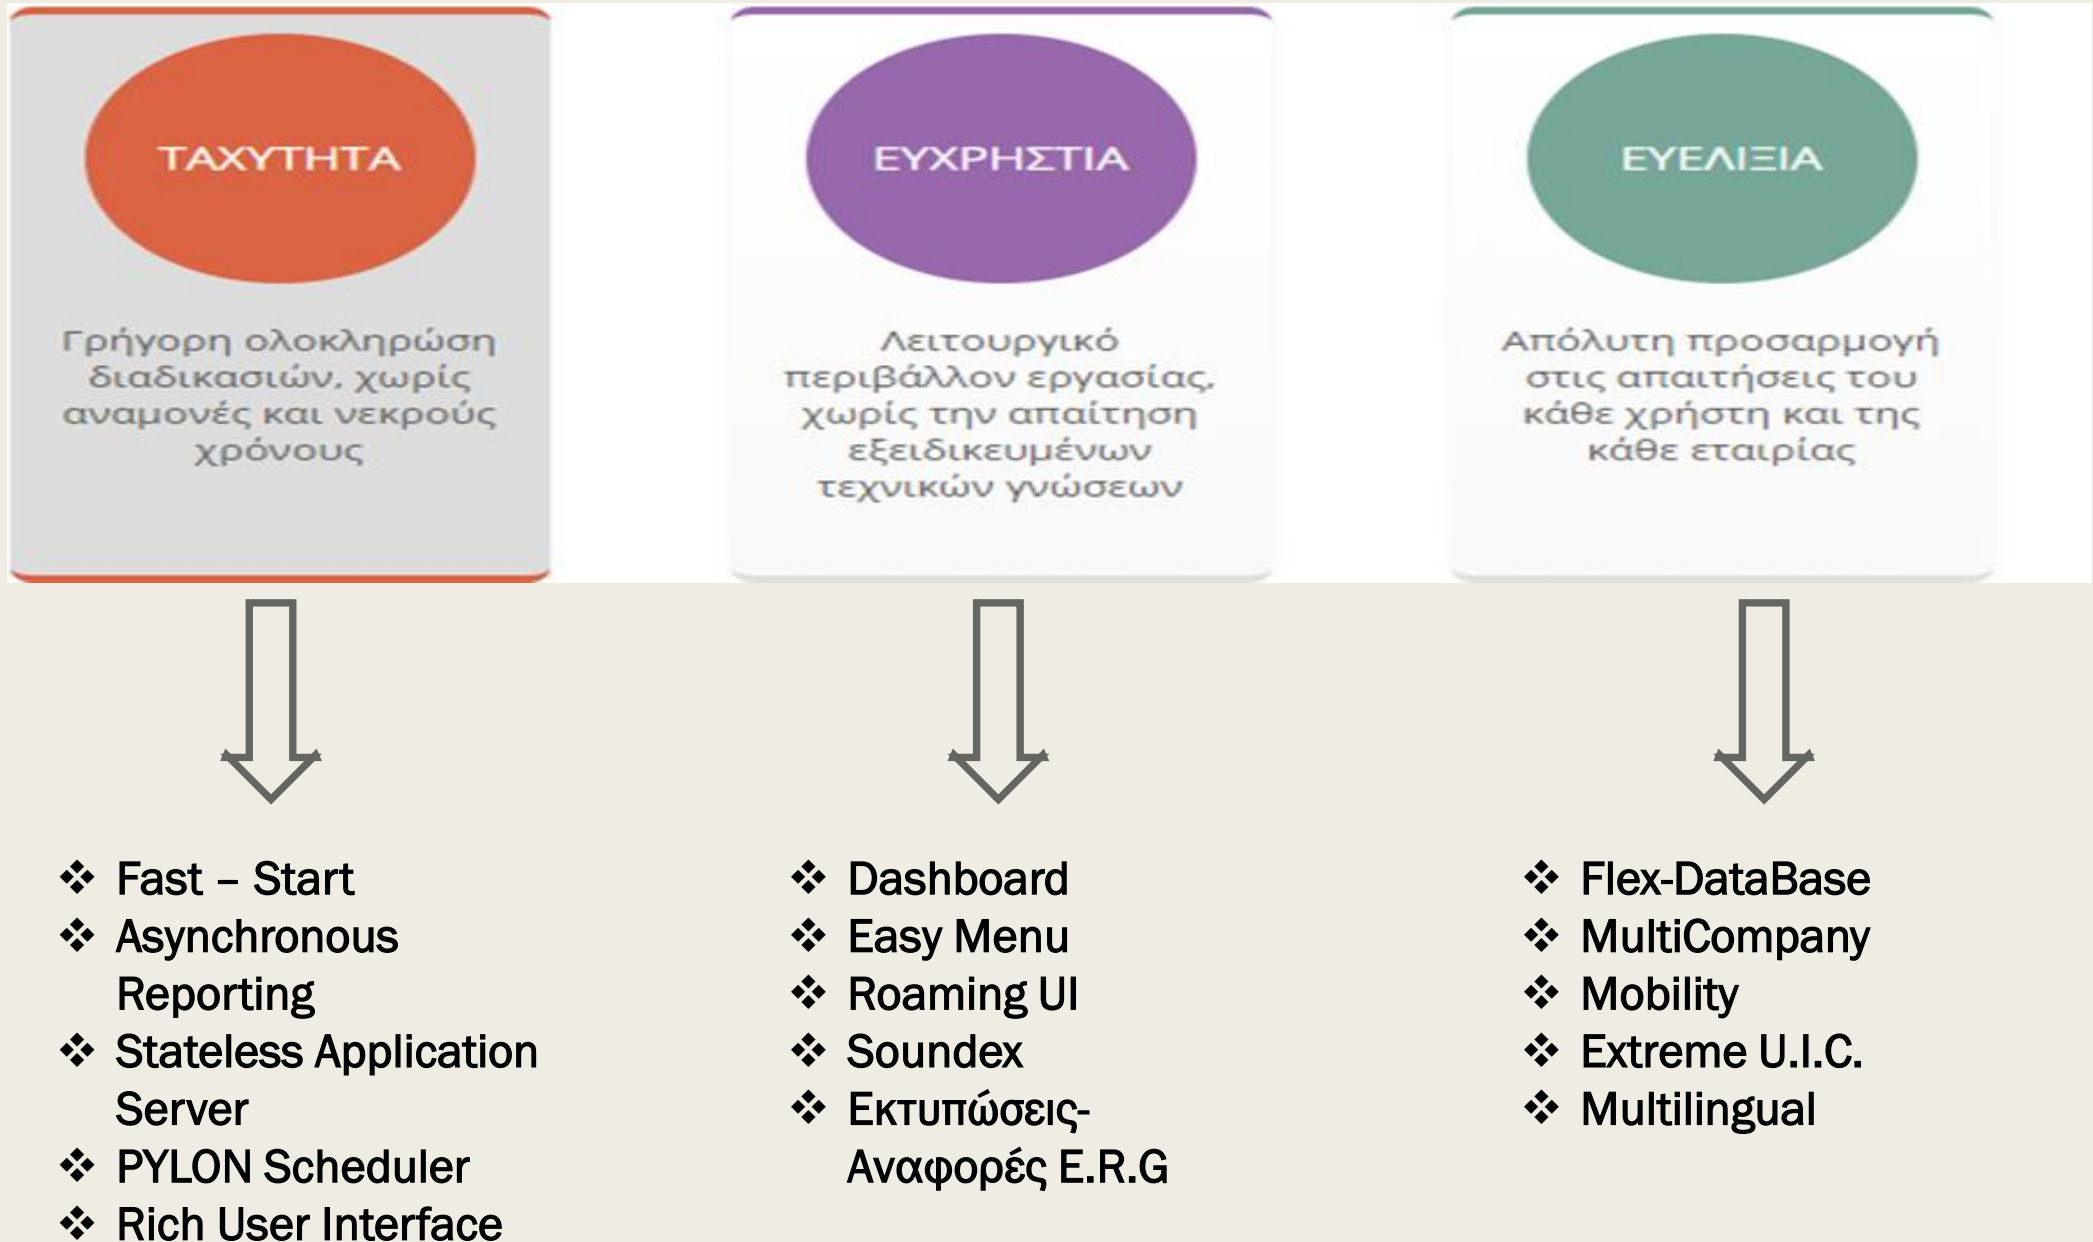 ΤΑΧΥΤΗΤΑ
Γρήγορη ολοκληρώση
διαδικασιών, χωρίς
αναμονές και νεκρούς
χρόνους
ΕΥΧΡΗΣΤΙΑ
Λειτουργικό
περιβάλλον εργασίας,
χωρίς την απαίτηση
εξειδικευμένων
τεχνικών γνώσεων
ΕΥΕΛΙΞΙΑ
Απόλυτη προσαρμογή
στις απαιτήσεις του
κάθε χρήστη και της
κάθε εταιρίας
❖ Fast – Start
❖ Asynchronous
Reporting
❖ Stateless Application
Server
❖ PYLON Scheduler
❖ Rich User Interface
❖ Dashboard
❖ Easy Menu
❖ Roaming UI
❖ Soundex
❖ Εκτυπώσεις-
Αναφορές E.R.G
❖ Flex-DataBase
❖ MultiCompany
❖ Mobility
❖ Extreme U.I.C.
❖ Multilingual